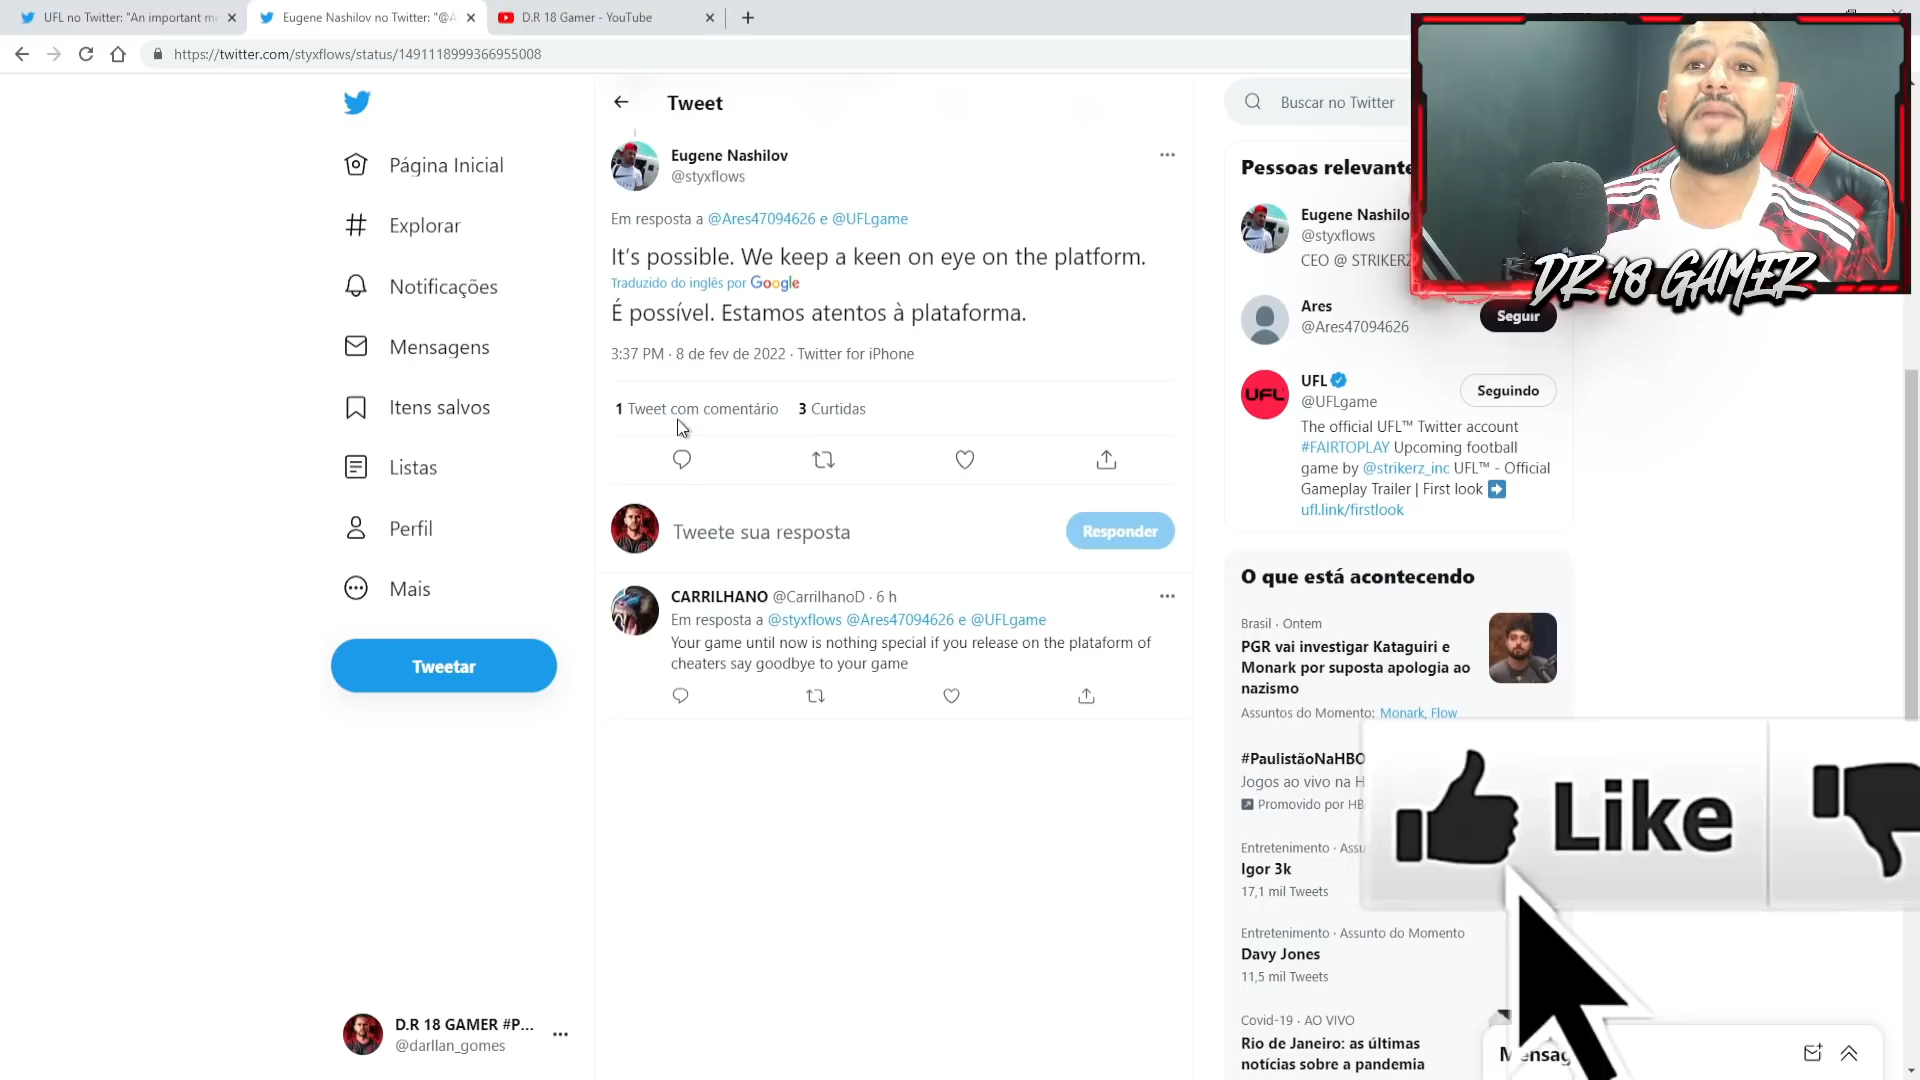 UFL no Twitter: "An important me
Eugene Nashilov no Twitter: "@A
D.R 18 Gamer - YouTube
https://twitter.com/styxflows/status/1491118999366955008
Tweet
Buscar no Twitter
Página Inicial
Explorar
Notificações
Mensagens
Itens salvos
Listas
Perfil
Mais
Tweetar
D.R 18 GAMER #P...
@darllan_gomes
Eugene Nashilov
@styxflows
Em resposta a @Ares47094626 e @UFLgame
It's possible. We keep a keen on eye on the platform.
Traduzido do inglês por Google
É possível. Estamos atentos à plataforma.
3:37 PM · 8 de fev de 2022 · Twitter for iPhone
1 Tweet com comentário 3 Curtidas
Tweete sua resposta
Responder
CARRILHANO @CarrilhanoD · 6 h
Em resposta a @styxflows @Ares47094626 e @UFLgame
Your game until now is nothing special if you release on the plataform of
cheaters say goodbye to your game
Pessoas relevante
Eugene Nashilo
@styxflows
CEO @ STRIKERZ
Ares
@Ares47094626
Seguir
UFL
@UFLgame
Seguindo
The official UFL™ Twitter account
#FAIRTOPLAY Upcoming football
game by @strikerz_inc UFL™ - Official
Gameplay Trailer | First look
ufl.link/firstlook
UFL
DR 18 GAMER
O que está acontecendo
Brasil · Ontem
PGR vai investigar Kataguiri e
Monark por suposta apologia ao
nazismo
Assuntos do Momento: Monark, Flow
#PaulistãoNaHBO
Jogos ao vivo na H
Promovido por HB
Entretenimento · Assu
Igor 3k
17,1 mil Tweets
Entretenimento · Assunto do Momento
Davy Jones
11,5 mil Tweets
Covid-19 · AO VIVO
Rio de Janeiro: as últimas
notícias sobre a pandemia
Like
Mensag